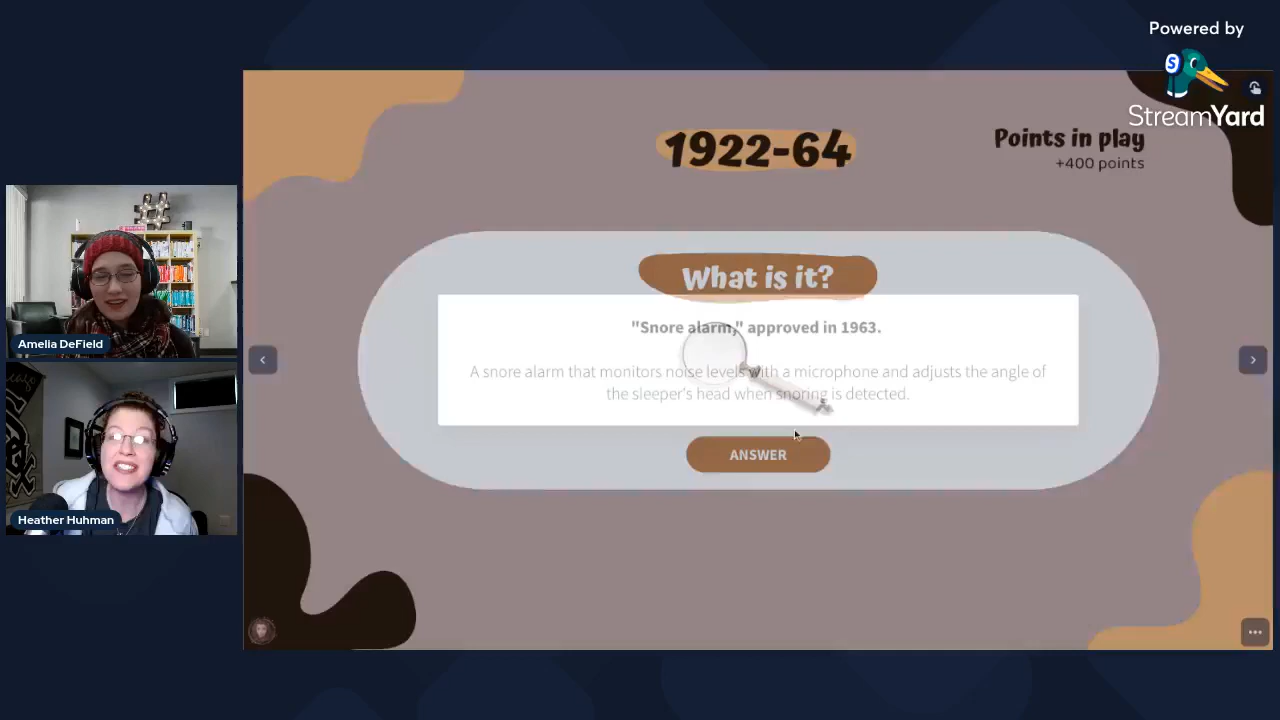 Powered by
StreamYard
1922-64
Points in play
+400 points
What is it?
"Snore alarm," approved in 1963.
A snore alarm that monitors noise levels with a microphone and adjusts the angle of
the sleeper's head when snoring is detected.
ANSWER
Amelia DeField
Heather Huhman